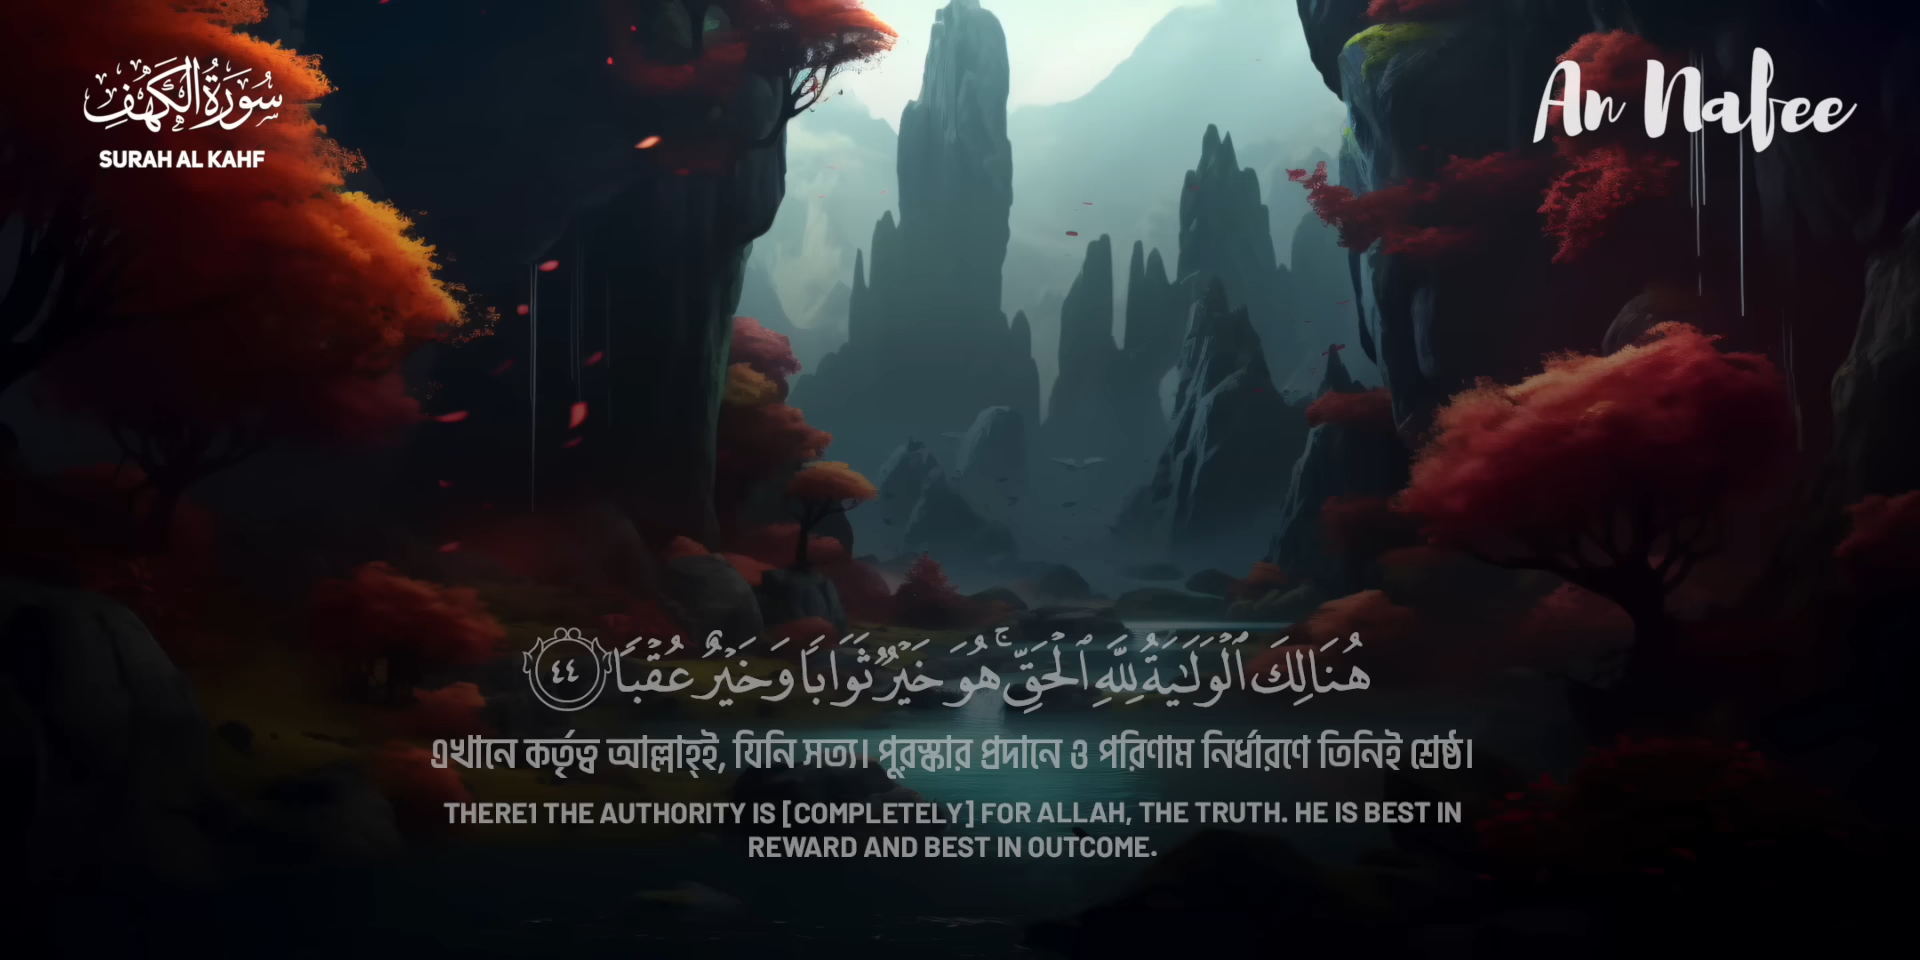 سُورَةُ الْكَهْفِ
SURAH AL KAHF
An Nafee
هُنَالِكَ ٱلْوَلَـٰيَةُ لِلَّهِ ٱلْحَقِّ ۚ هُوَ خَيْرٌ ثَوَابًا وَخَيْرٌ عُقْبًا ٤٤
এখানে কর্তৃত্ব আল্লাহ্‌ই, যিনি সত্য। পুরস্কার প্রদানে ও পরিণাম নির্ধারণে তিনিই শ্রেষ্ঠ।
THERE1 THE AUTHORITY IS [COMPLETELY] FOR ALLAH, THE TRUTH. HE IS BEST IN
REWARD AND BEST IN OUTCOME.